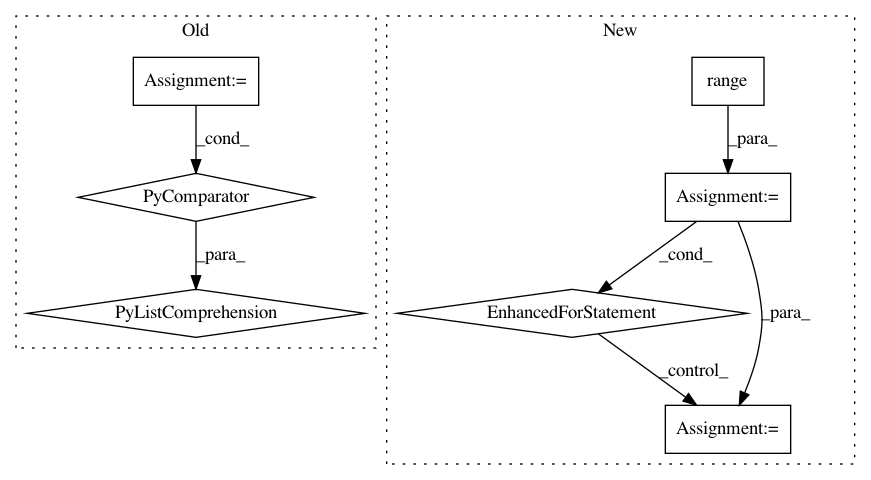 Old
Assignment:=
_cond_
PyComparator
_para_
PyListComprehension
New
range
_para_
Assignment:=
_cond_
EnhancedForStatement
_para_
_control_
Assignment:=